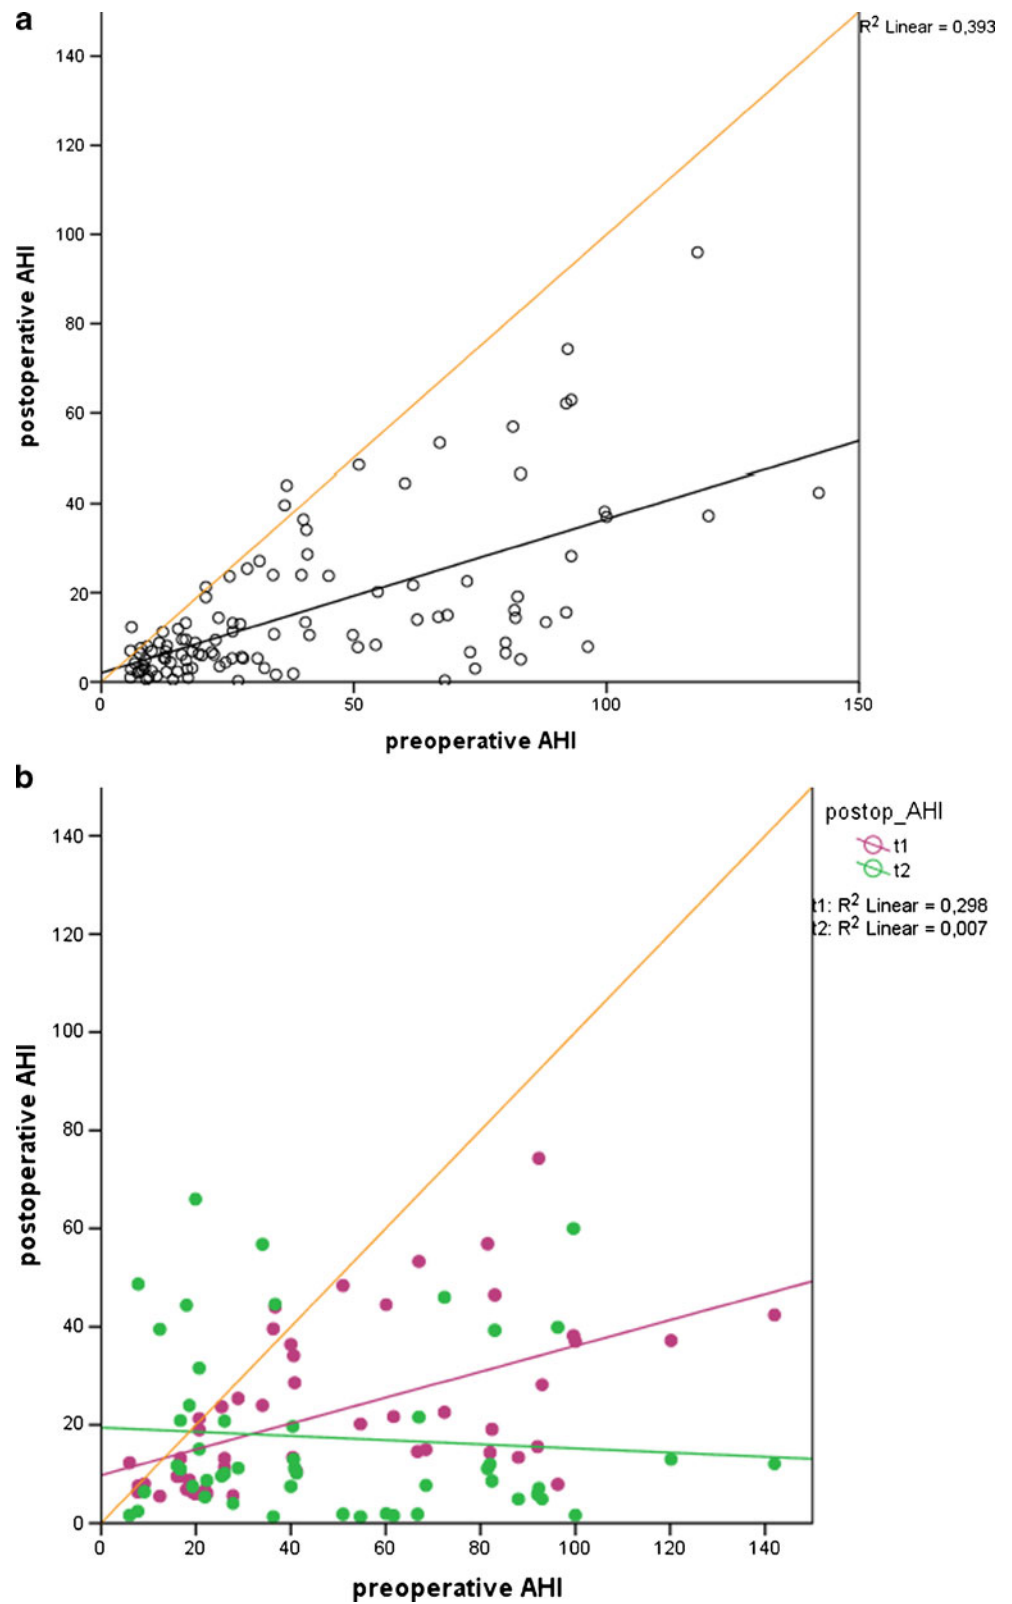 a
R² Linear = 0,393
140
120
100
80
60
40
20
0
postoperative AHI
0 50 100 150
preoperative AHI
b
postop_AHI
t1
t2
t1: R² Linear = 0,298
t2: R² Linear = 0,007
140
120
100
80
60
40
20
0
postoperative AHI
0 20 40 60 80 100 120 140
preoperative AHI